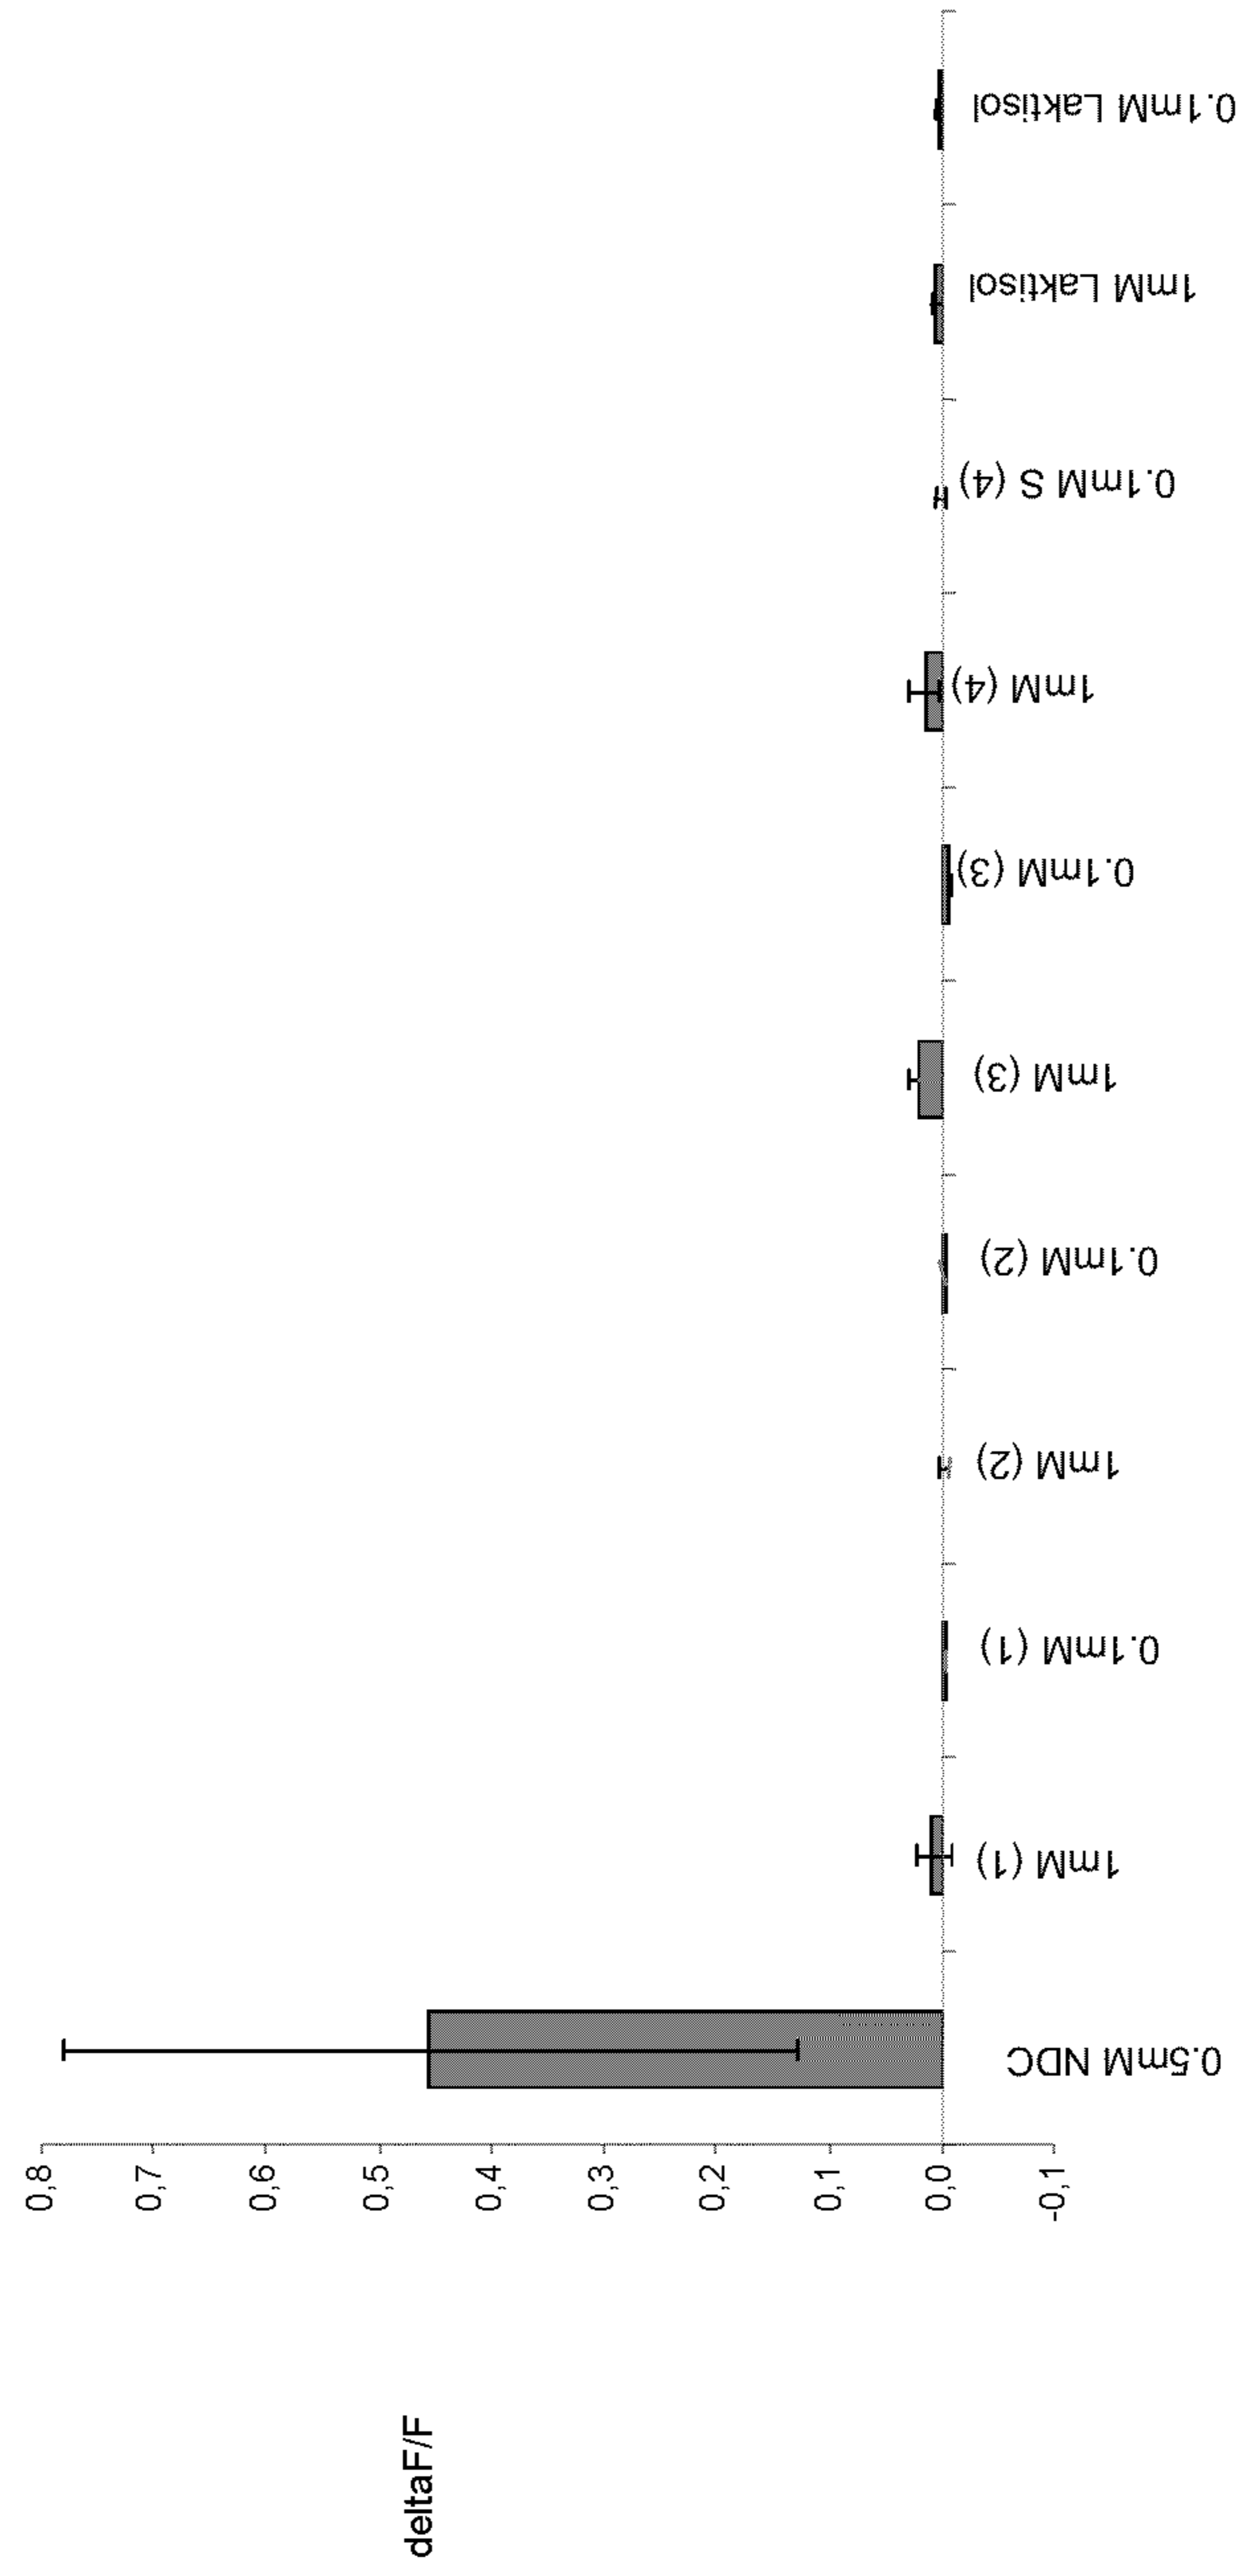 deltaF/F
0,8
0,7
0,6
0,5
0,4
0,3
0,2
0,1
0,0
-0,1
0.5mM NDC
1mM (1)
0.1mM (1)
1mM (2)
0.1mM (2)
1mM (3)
0.1mM (3)
1mM (4)
0.1mM S (4)
1mM Laktisol
0.1mM Laktisol